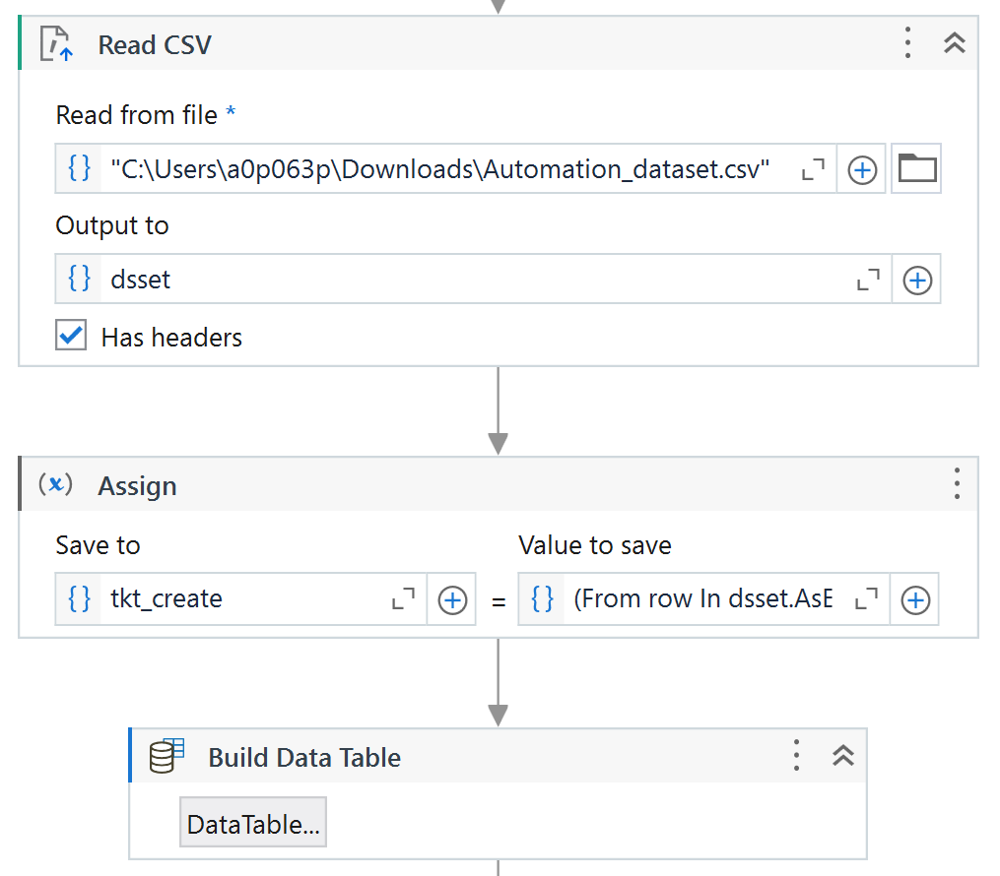 Read CSV
Read from file *
{} "C:\Users\a0p063p\Downloads\Automation_dataset.csv"
Output to
{} dsset
Has headers
(x) Assign
Save to Value to save
{} tkt_create = {} (From row In dsset.AsE
Build Data Table
DataTable...